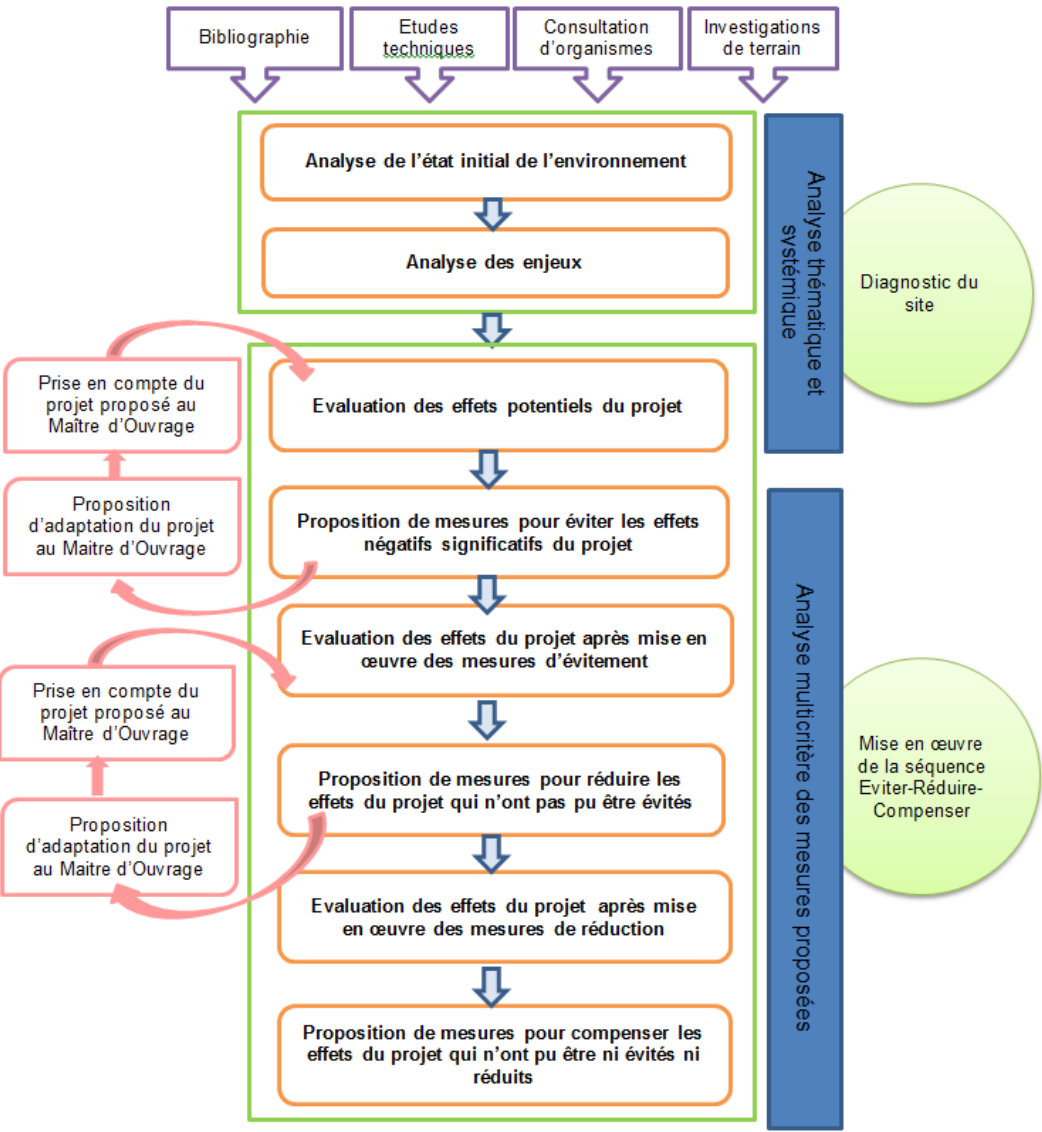 Bibliographie
Etudes
techniques
Consultation
d'organismes
Investigations
de terrain
Analyse de l'état initial de l'environnement
Analyse des enjeux
Analyse thématique et
systémique
Diagnostic du
site
Prise en compte du
projet proposé au
Maître d'Ouvrage
Evaluation des effets potentiels du projet
Proposition
d'adaptation du projet
au Maitre d'Ouvrage
Proposition de mesures pour éviter les effets
négatifs significatifs du projet
Evaluation des effets du projet après mise en
œuvre des mesures d'évitement
Prise en compte du
projet proposé au
Maître d'Ouvrage
Proposition de mesures pour réduire les
effets du projet qui n'ont pas pu être évités
Proposition
d'adaptation du projet
au Maitre d'Ouvrage
Evaluation des effets du projet après mise
en œuvre des mesures de réduction
Proposition de mesures pour compenser les
effets du projet qui n'ont pu être ni évités ni
réduits
Analyse multicritère des mesures proposées
Mise en œuvre
de la séquence
Eviter-Réduire-
Compenser